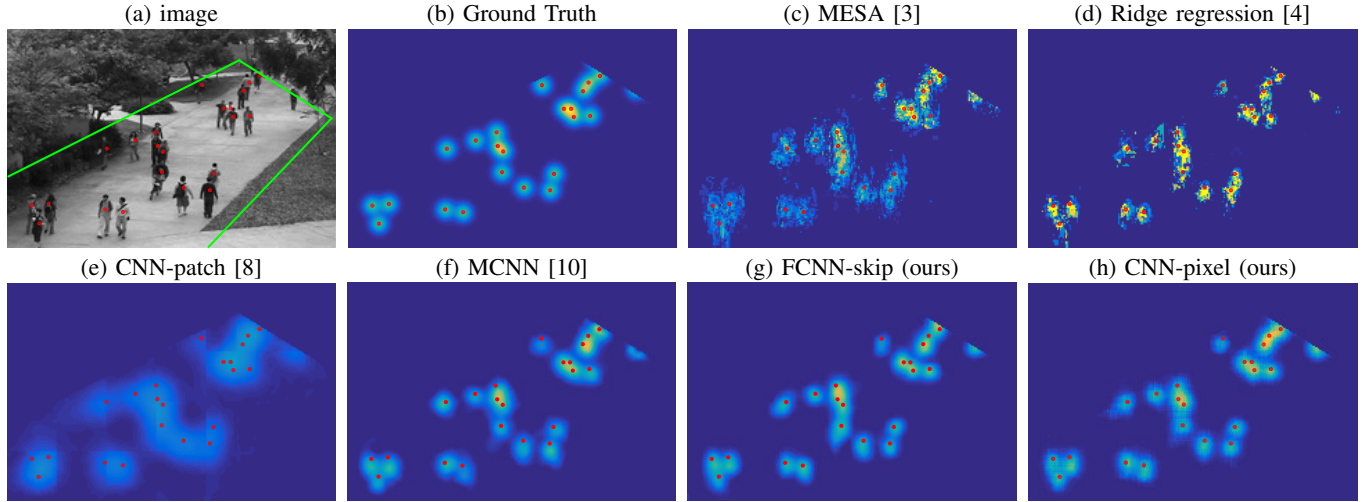 (a) image
(b) Ground Truth
(c) MESA [3]
(d) Ridge regression [4]
(e) CNN-patch [8]
(f) MCNN [10]
(g) FCNN-skip (ours)
(h) CNN-pixel (ours)